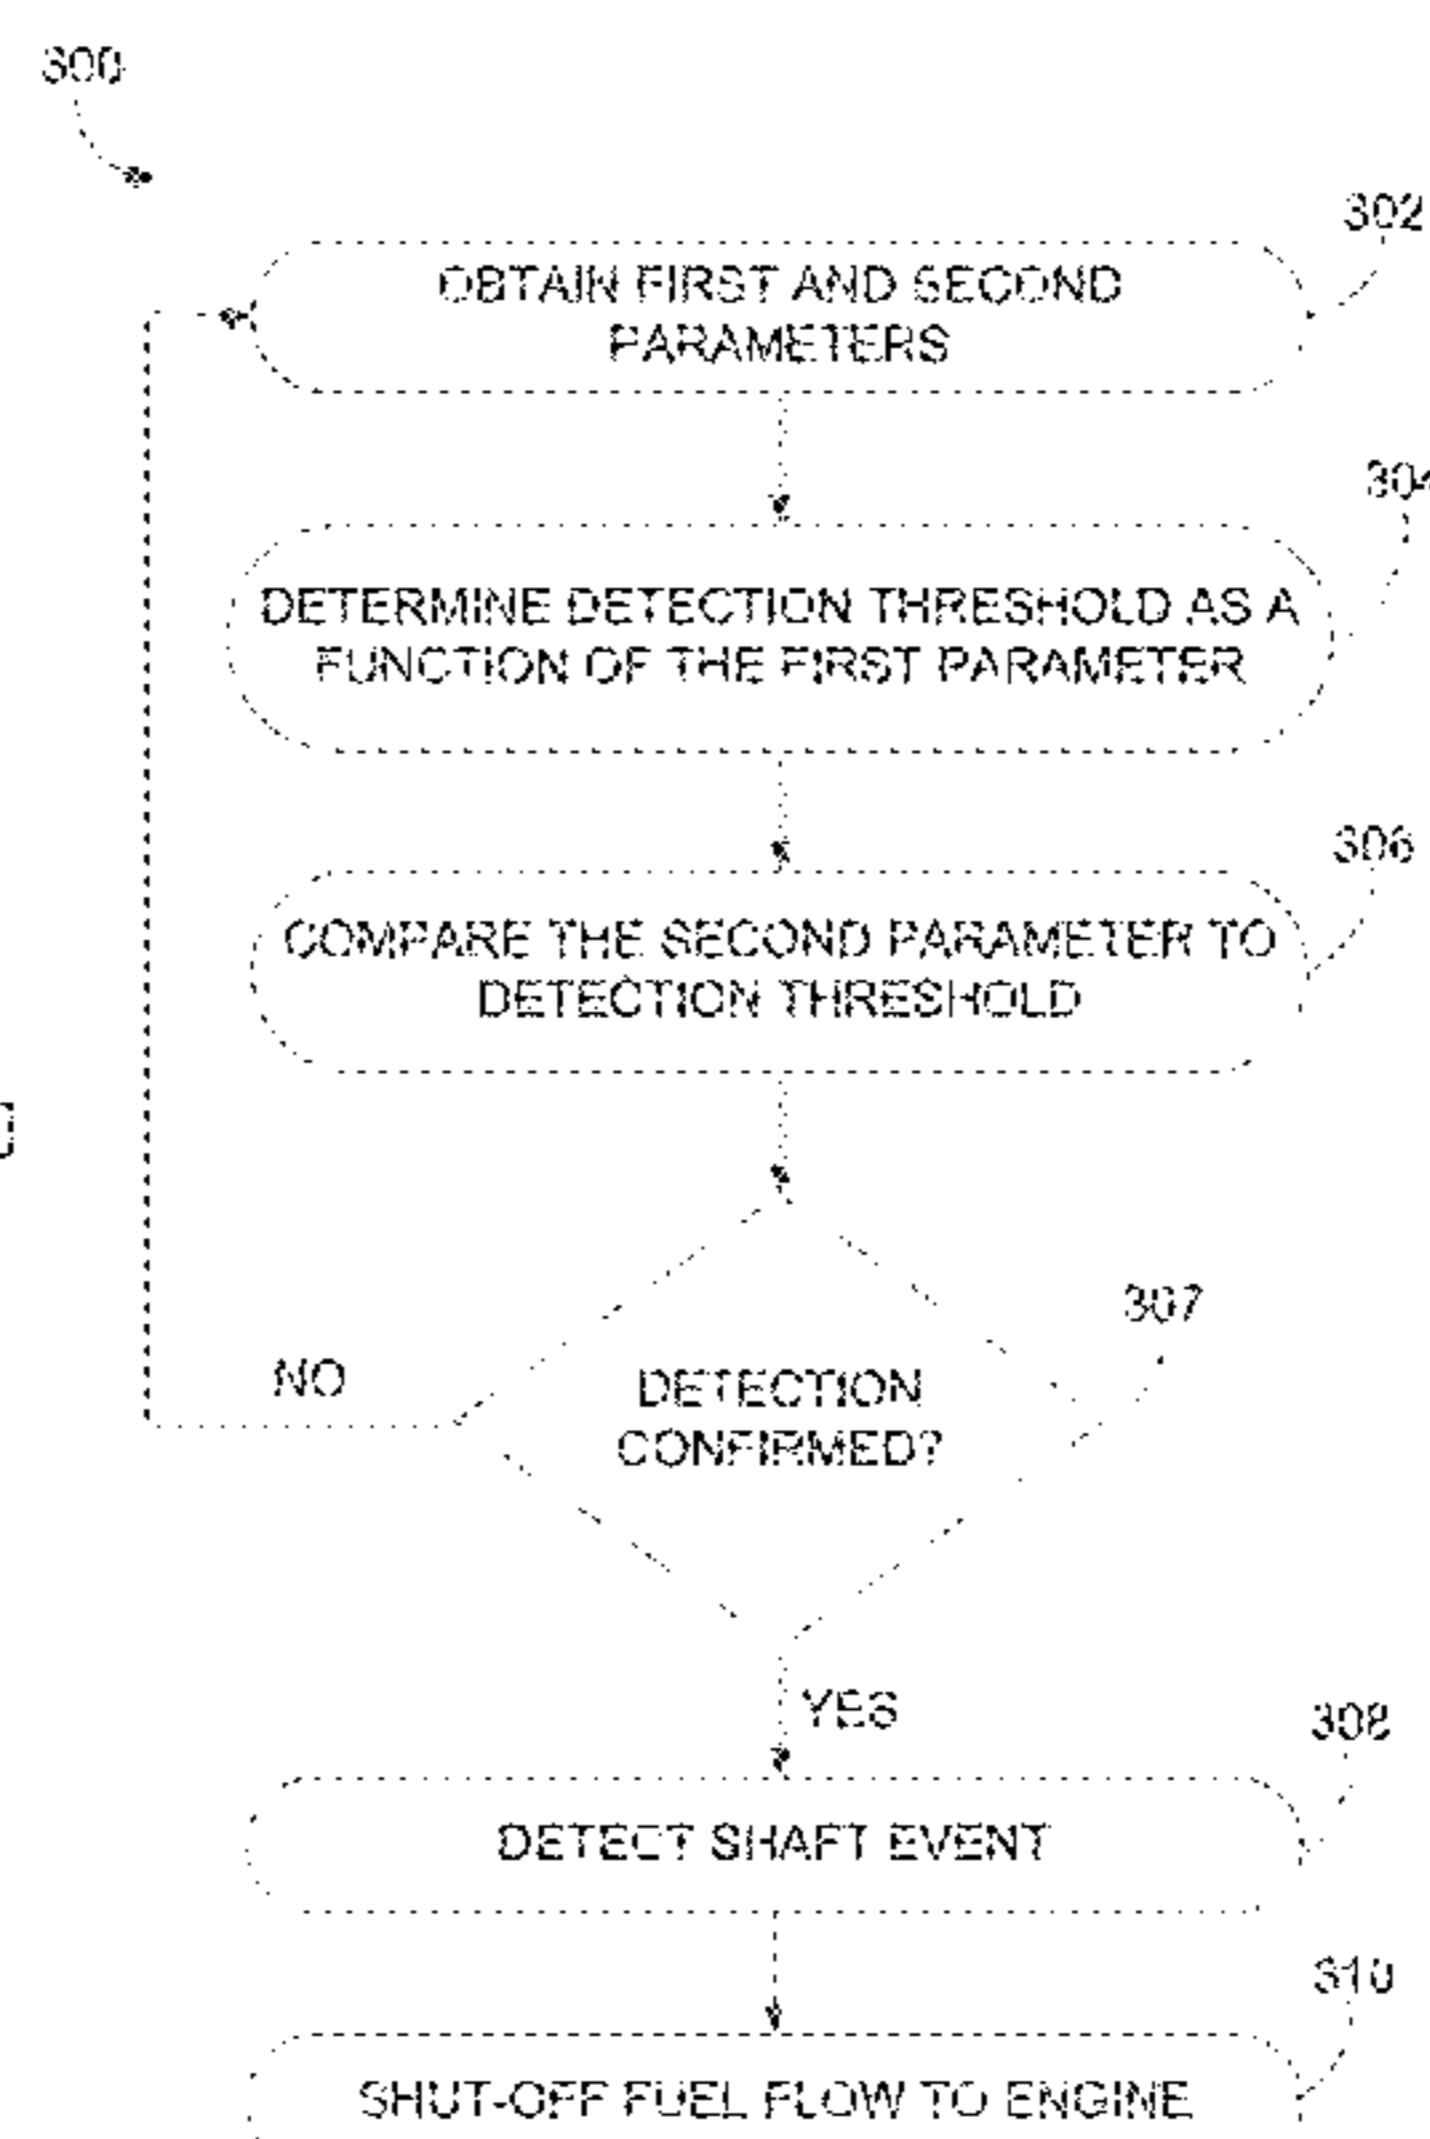 300
302
OBTAIN FIRST AND SECOND
PARAMETERS
304
DETERMINE DETECTION THRESHOLD AS A
FUNCTION OF THE FIRST PARAMETER
306
COMPARE THE SECOND PARAMETER TO
DETECTION THRESHOLD
307
NO
DETECTION
CONFIRMED?
YES
308
DETECT SHAFT EVENT
310
SHUT-OFF FUEL FLOW TO ENGINE